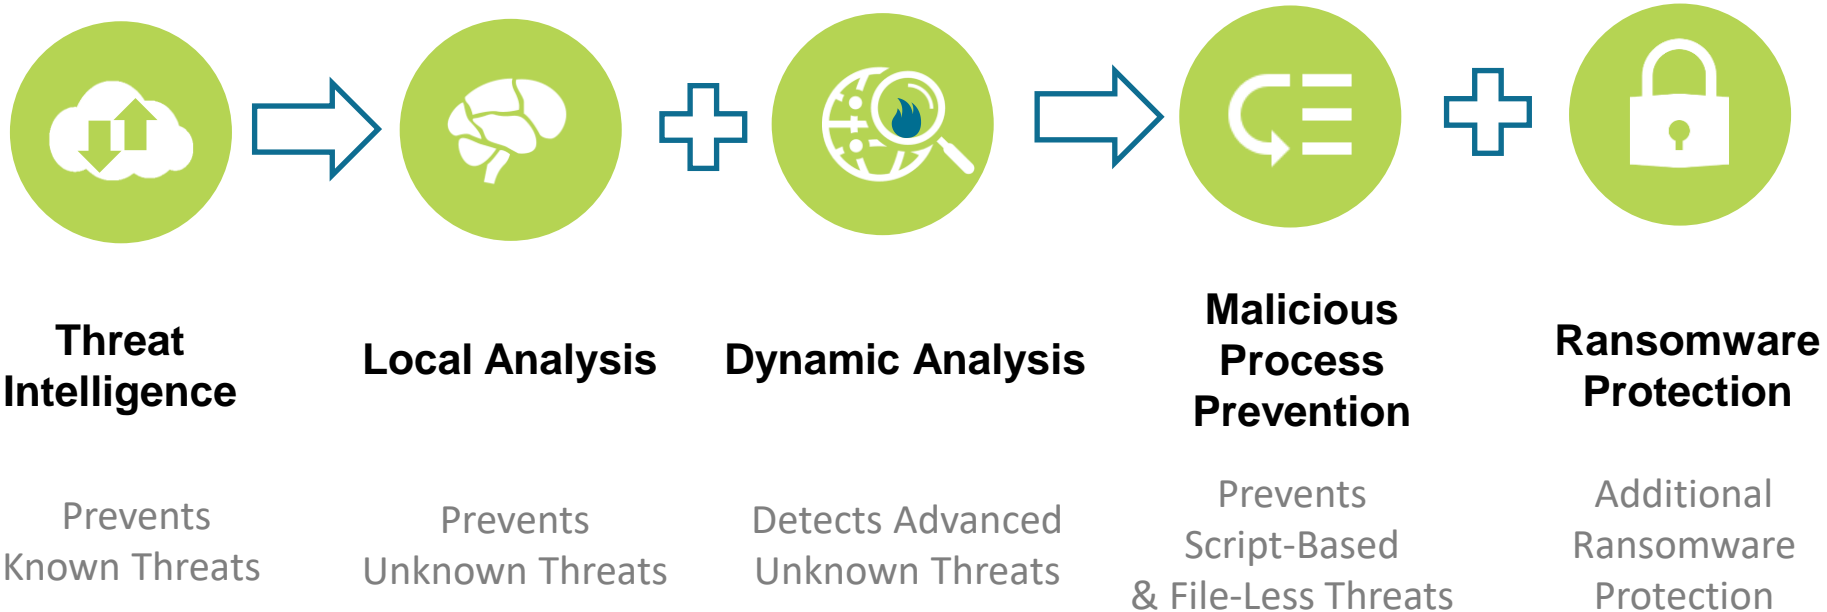 Threat
Intelligence
Local Analysis
Dynamic Analysis
Malicious
Process
Prevention
Ransomware
Protection
Prevents
Known Threats
Prevents
Unknown Threats
Detects Advanced
Unknown Threats
Prevents
Script-Based
& File-Less Threats
Additional
Ransomware
Protection